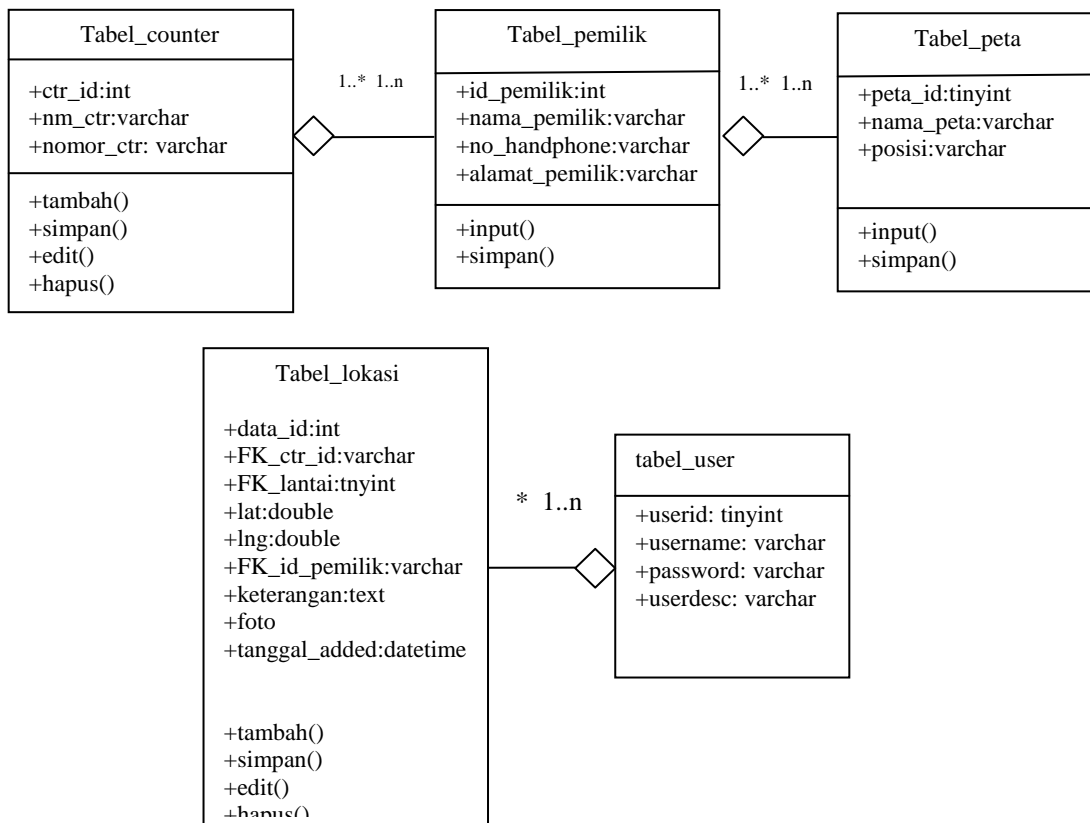 Tabel_counter
+ctr_id:int
+nm_ctr:varchar
+nomor_ctr: varchar
+tambah()
+simpan()
+edit()
+hapus()
1..* 1..n
Tabel_pemilik
+id_pemilik:int
+nama_pemilik:varchar
+no_handphone:varchar
+alamat_pemilik:varchar
+input()
+simpan()
1..* 1..n
Tabel_peta
+peta_id:tinyint
+nama_peta:varchar
+posisi:varchar
+input()
+simpan()
Tabel_lokasi
+data_id:int
+FK_ctr_id:varchar
+FK_lantai:tnyint
+lat:double
+lng:double
+FK_id_pemilik:varchar
+keterangan:text
+foto
+tanggal_added:datetime
+tambah()
+simpan()
+edit()
+hapus()
* 1..n
tabel_user
+userid: tinyint
+username: varchar
+password: varchar
+userdesc: varchar